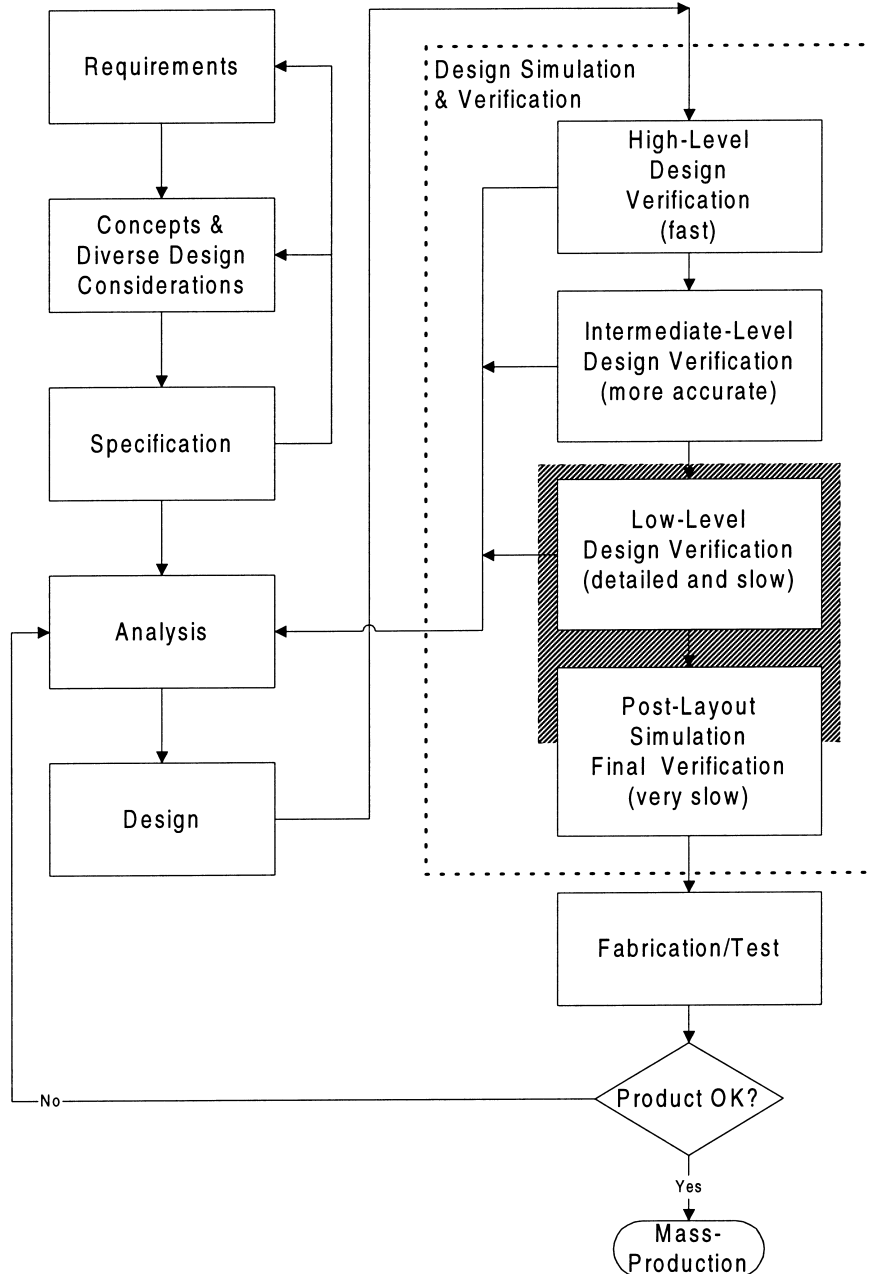 Requirements
Concepts &
Diverse Design
Considerations
Specification
Analysis
Design
Design Simulation
& Verification
High-Level
Design
Verification
(fast)
Intermediate-Level
Design Verification
(more accurate)
Low-Level
Design Verification
(detailed and slow)
Post-Layout
Simulation
Final Verification
(very slow)
Fabrication/Test
Product OK?
No
Yes
Mass-
Production